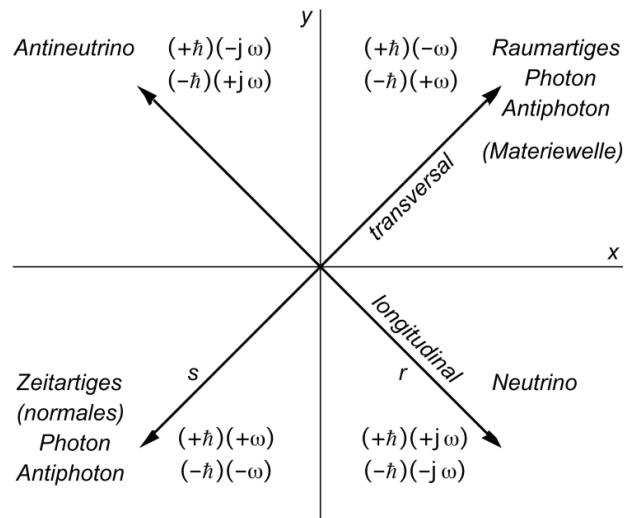 y
Antineutrino
(+ħ)(-j ω)
(-ħ)(+j ω)
(+ħ)(-ω)
(-ħ)(+ω)
Raumartiges
Photon
Antiphoton
(Materiewelle)
transversal
x
longitudinal
s
r
Zeitartiges
(normales)
Photon
Antiphoton
(+ħ)(+ω)
(-ħ)(-ω)
(+ħ)(+j ω)
(-ħ)(-j ω)
Neutrino